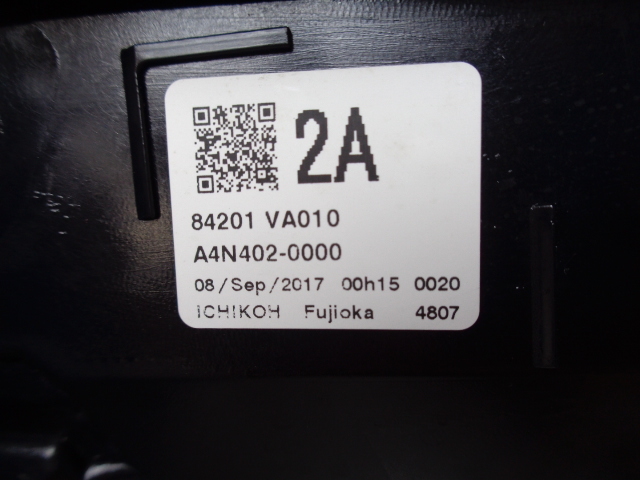 2A
84201 VA010
A4N402-0000
08/Sep/2017 00h15 0020
ICHIKOH Fujioka 4807